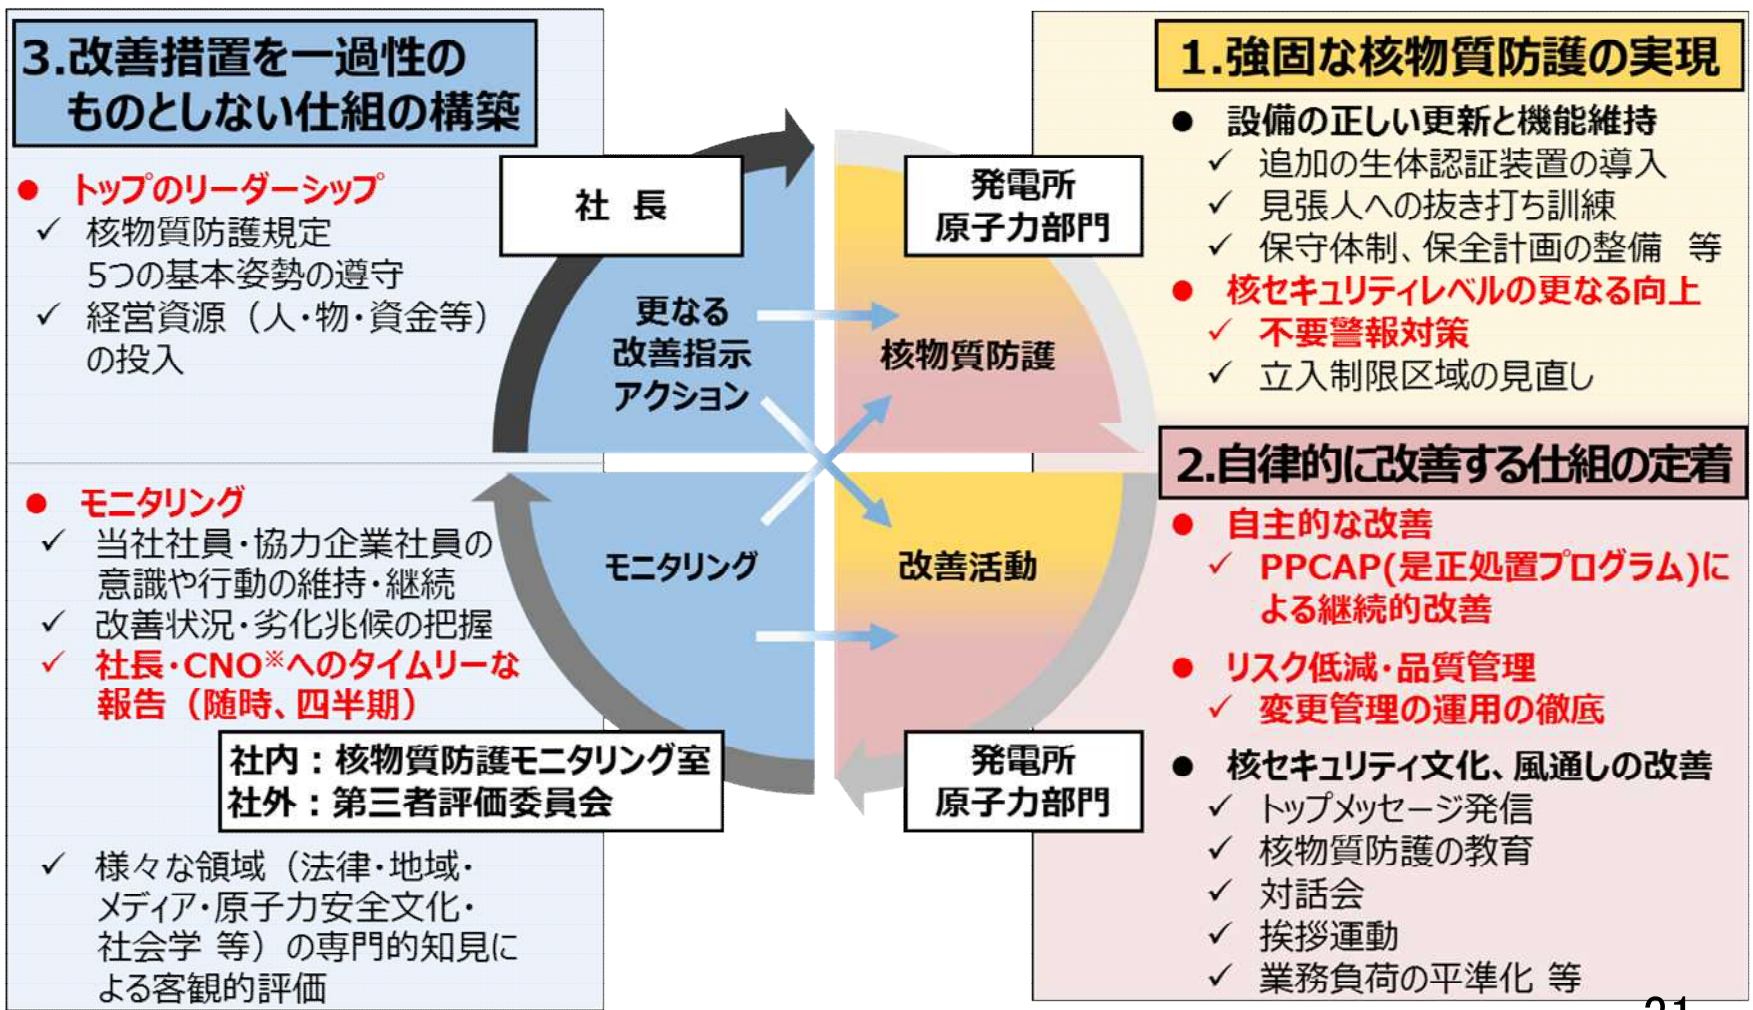 3.改善措置を一過性の
ものとしない仕組の構築
● トップのリーダーシップ
✓ 核物質防護規定
5つの基本姿勢の遵守
✓ 経営資源（人・物・資金等）
の投入
● モニタリング
✓ 当社社員・協力企業社員の
意識や行動の維持・継続
✓ 改善状況・劣化兆候の把握
✓ 社長・CNO※へのタイムリーな
報告（随時、四半期）
社内：核物質防護モニタリング室
社外：第三者評価委員会
✓ 様々な領域（法律・地域・
メディア・原子力安全文化・
社会学 等）の専門的知見に
よる客観的評価
社 長
更なる
改善指示
アクション
モニタリング
発電所
原子力部門
核物質防護
改善活動
発電所
原子力部門
1.強固な核物質防護の実現
● 設備の正しい更新と機能維持
✓ 追加の生体認証装置の導入
✓ 見張人への抜き打ち訓練
✓ 保守体制、保全計画の整備 等
● 核セキュリティレベルの更なる向上
✓ 不要警報対策
✓ 立入制限区域の見直し
2.自律的に改善する仕組の定着
● 自主的な改善
✓ PPCAP(是正処置プログラム)に
よる継続的改善
● リスク低減・品質管理
✓ 変更管理の運用の徹底
● 核セキュリティ文化、風通しの改善
✓ トップメッセージ発信
✓ 核物質防護の教育
✓ 対話会
✓ 挨拶運動
✓ 業務負荷の平準化 等